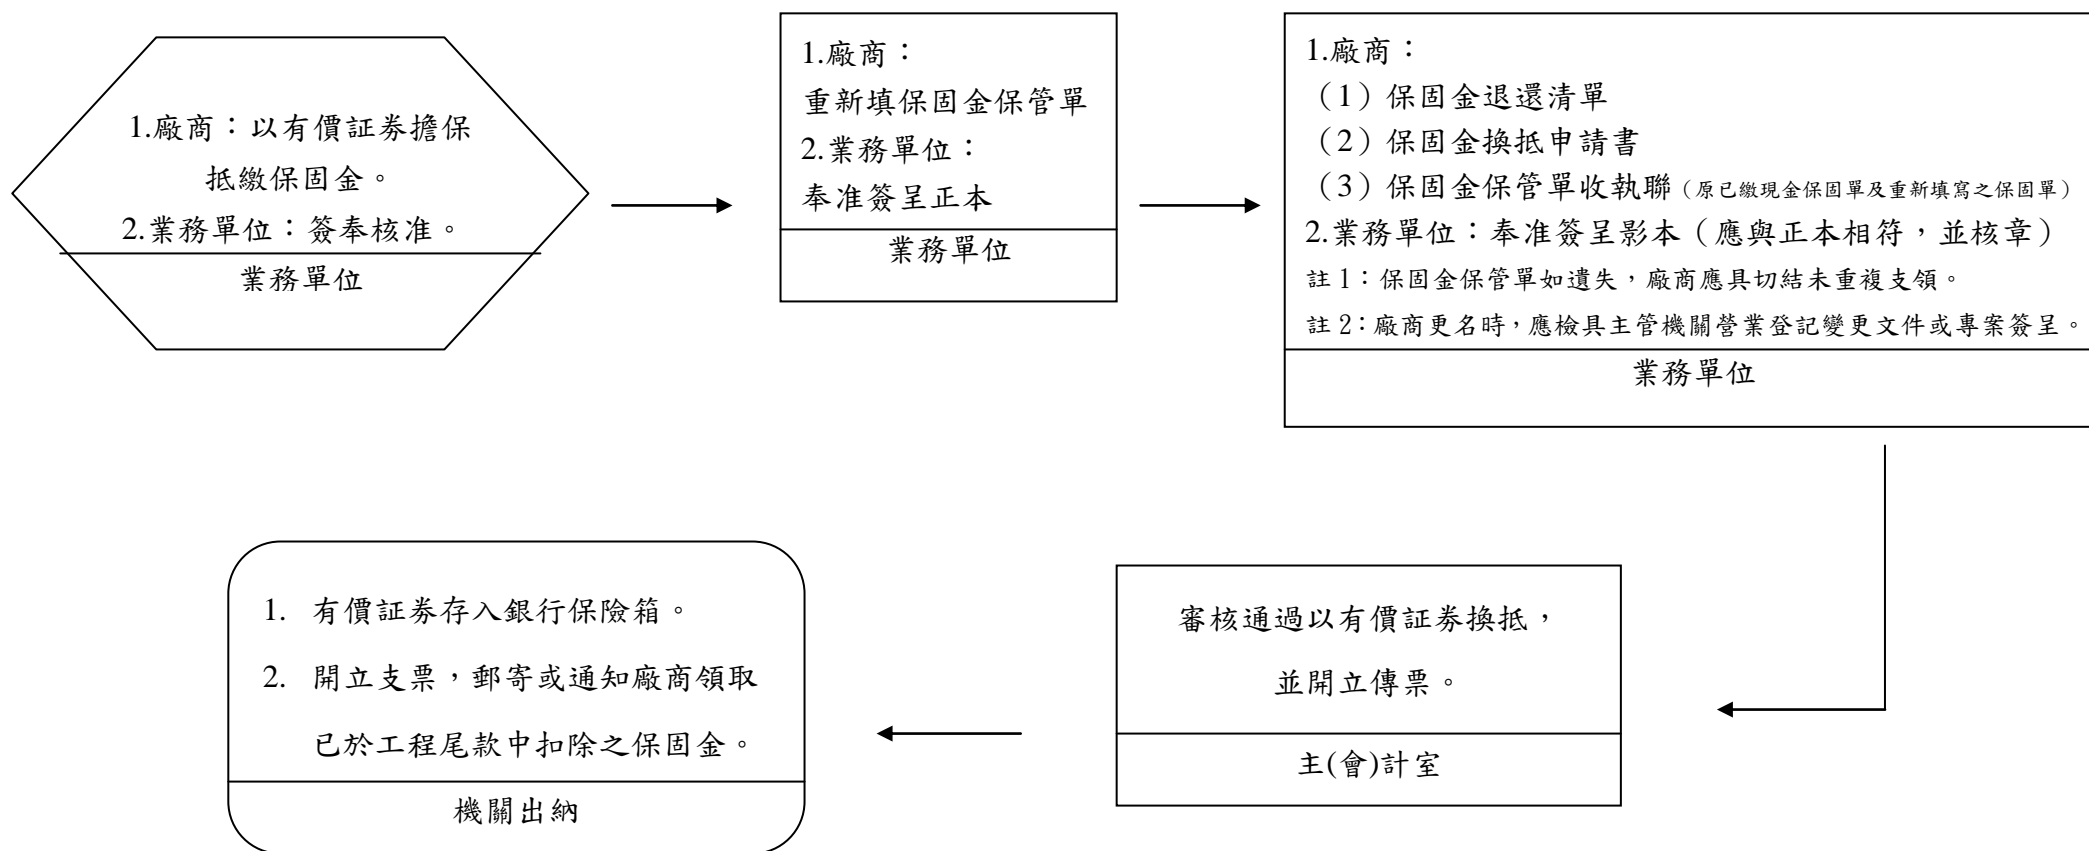 1.廠商：以有價証券擔保
抵繳保固金。
2.業務單位：簽奉核准。
業務單位
1.廠商：
重新填保固金保管單
2.業務單位：
奉准簽呈正本
業務單位
1.廠商：
（1）保固金退還清單
（2）保固金換抵申請書
（3）保固金保管單收執聯（原已繳現金保固單及重新填寫之保固單）
2.業務單位：奉准簽呈影本（應與正本相符，並核章）
註1：保固金保管單如遺失，廠商應具切結未重複支領。
註2：廠商更名時，應檢具主管機關營業登記變更文件或專案簽呈。
業務單位
審核通過以有價証券換抵，
並開立傳票。
主(會)計室
1. 有價証券存入銀行保險箱。
2. 開立支票，郵寄或通知廠商領取
已於工程尾款中扣除之保固金。
機關出納